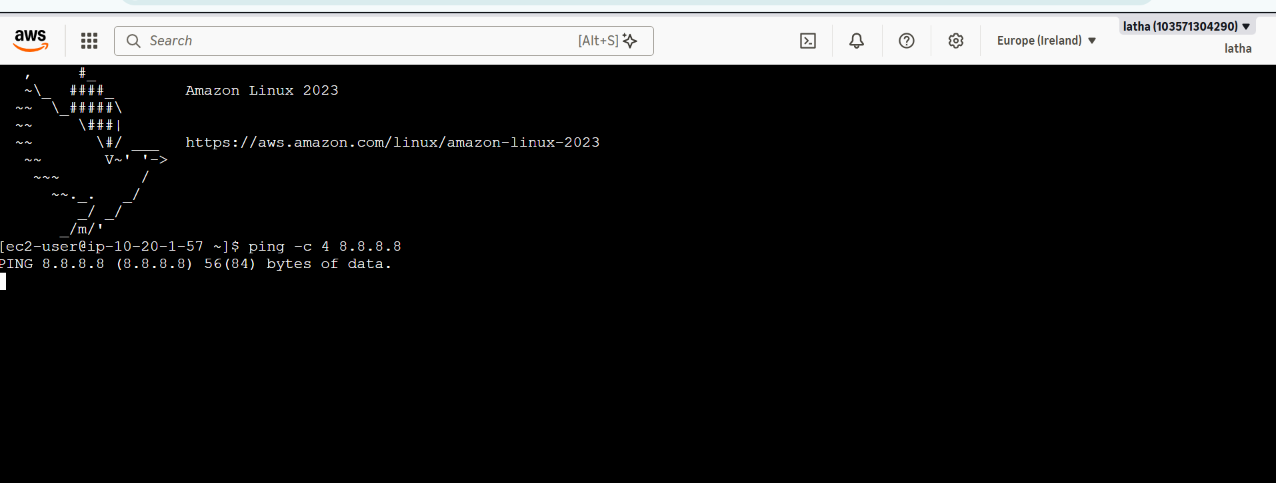 aws
Search [Alt+S]
Europe (Ireland) ▼
latha (103571304290) ▼
latha
   ,     #_
   ~\_  ####_        Amazon Linux 2023
  ~~  \_#####\
  ~~     \###|
  ~~       \#/ ___   https://aws.amazon.com/linux/amazon-linux-2023
   ~~       V~' '->
    ~~~         /
      ~~._.   _/
         _/ _/
       _/m/'
[ec2-user@ip-10-20-1-57 ~]$ ping -c 4 8.8.8.8
PING 8.8.8.8 (8.8.8.8) 56(84) bytes of data.